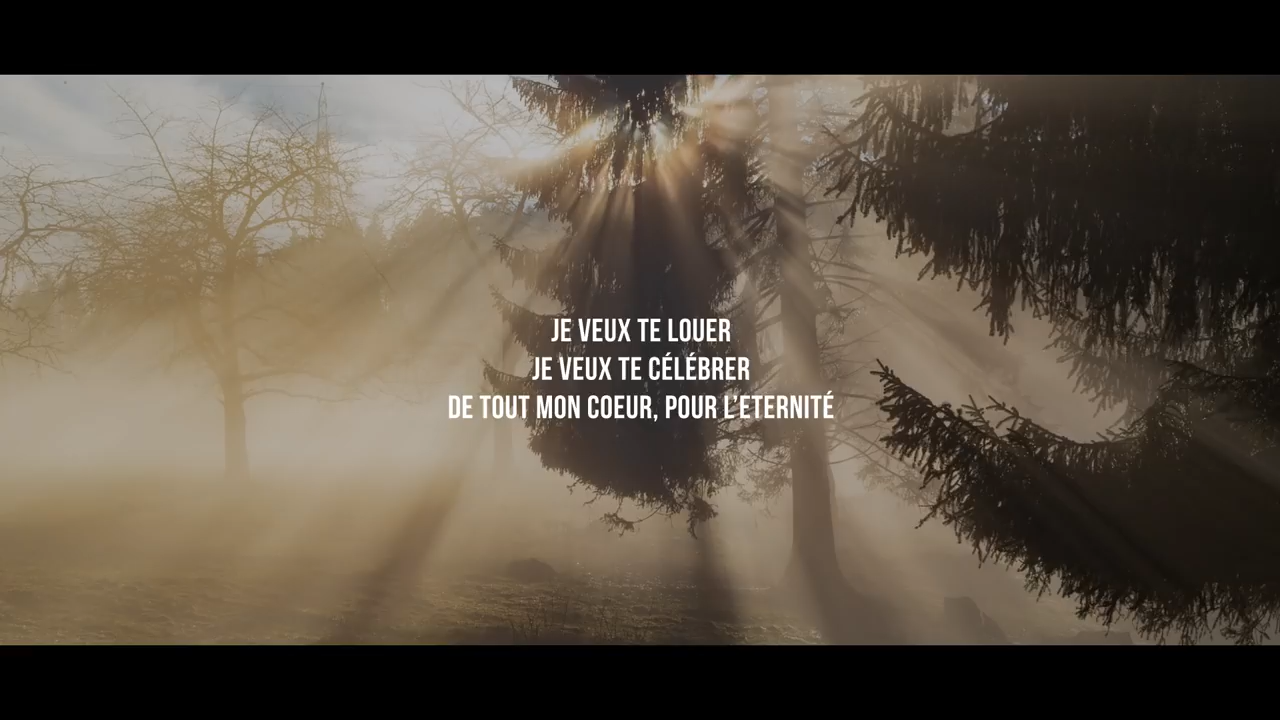 JE VEUX TE LOUER
JE VEUX TE CÉLÉBRER
DE TOUT MON COEUR, POUR L’ETERNITÉ